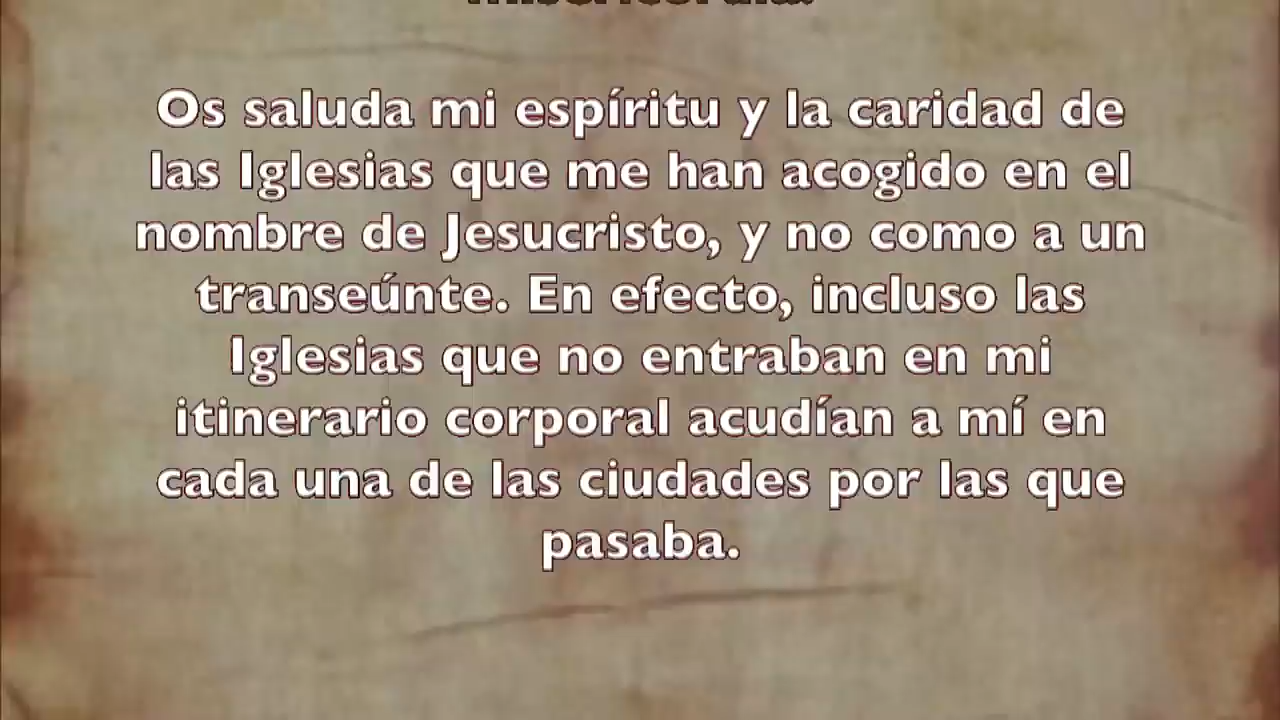 Os saluda mi espíritu y la caridad de
las Iglesias que me han acogido en el
nombre de Jesucristo, y no como a un
transeúnte. En efecto, incluso las
Iglesias que no entraban en mi
itinerario corporal acudían a mí en
cada una de las ciudades por las que
pasaba.